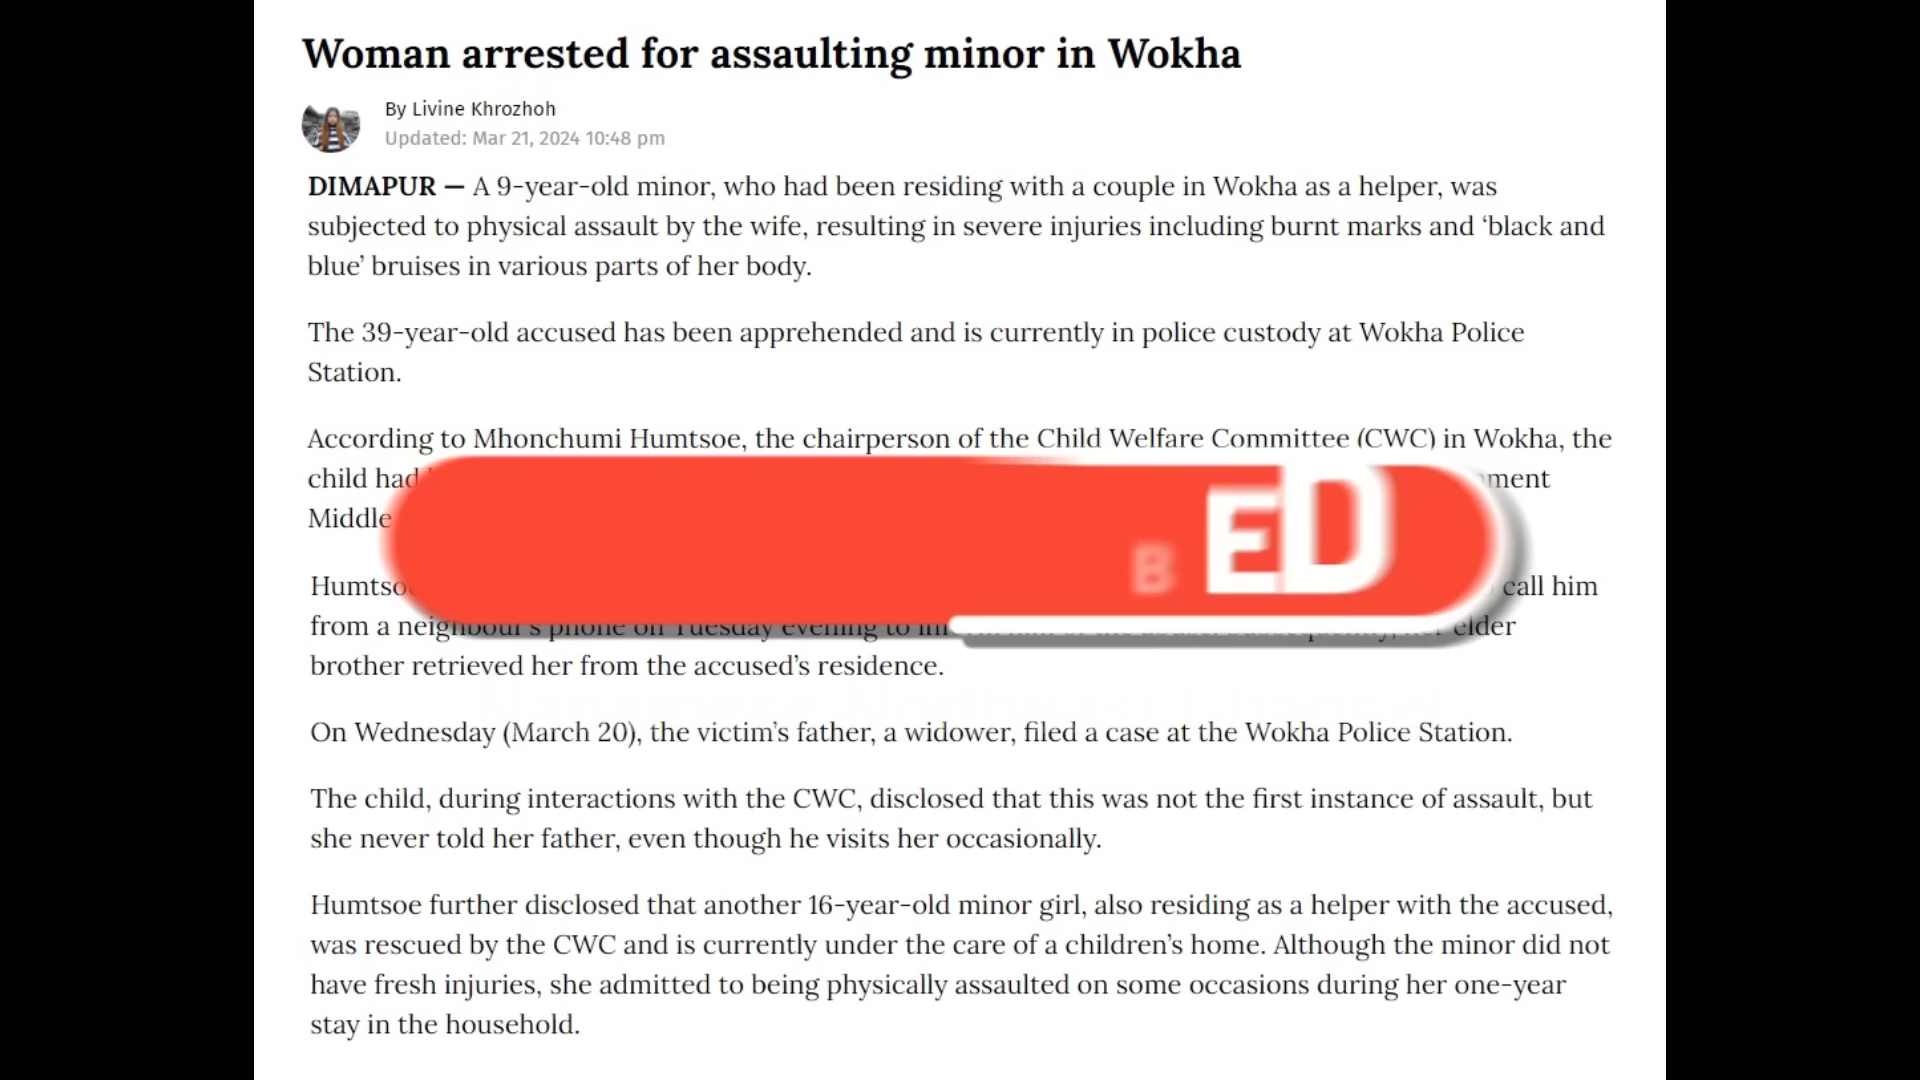 Woman arrested for assaulting minor in Wokha
By Livine Khrozhoh
Updated: Mar 21, 2024 10:48 pm
DIMAPUR — A 9-year-old minor, who had been residing with a couple in Wokha as a helper, was
subjected to physical assault by the wife, resulting in severe injuries including burnt marks and ‘black and
blue’ bruises in various parts of her body.
The 39-year-old accused has been apprehended and is currently in police custody at Wokha Police
Station.
According to Mhonchumi Humtsoe, the chairperson of the Child Welfare Committee (CWC) in Wokha, the
child had
Middle
B ED
call him
from a neighbour’s phone on Tuesday evening to elder
brother retrieved her from the accused’s residence.
On Wednesday (March 20), the victim’s father, a widower, filed a case at the Wokha Police Station.
The child, during interactions with the CWC, disclosed that this was not the first instance of assault, but
she never told her father, even though he visits her occasionally.
Humtsoe further disclosed that another 16-year-old minor girl, also residing as a helper with the accused,
was rescued by the CWC and is currently under the care of a children’s home. Although the minor did not
have fresh injuries, she admitted to being physically assaulted on some occasions during her one-year
stay in the household.